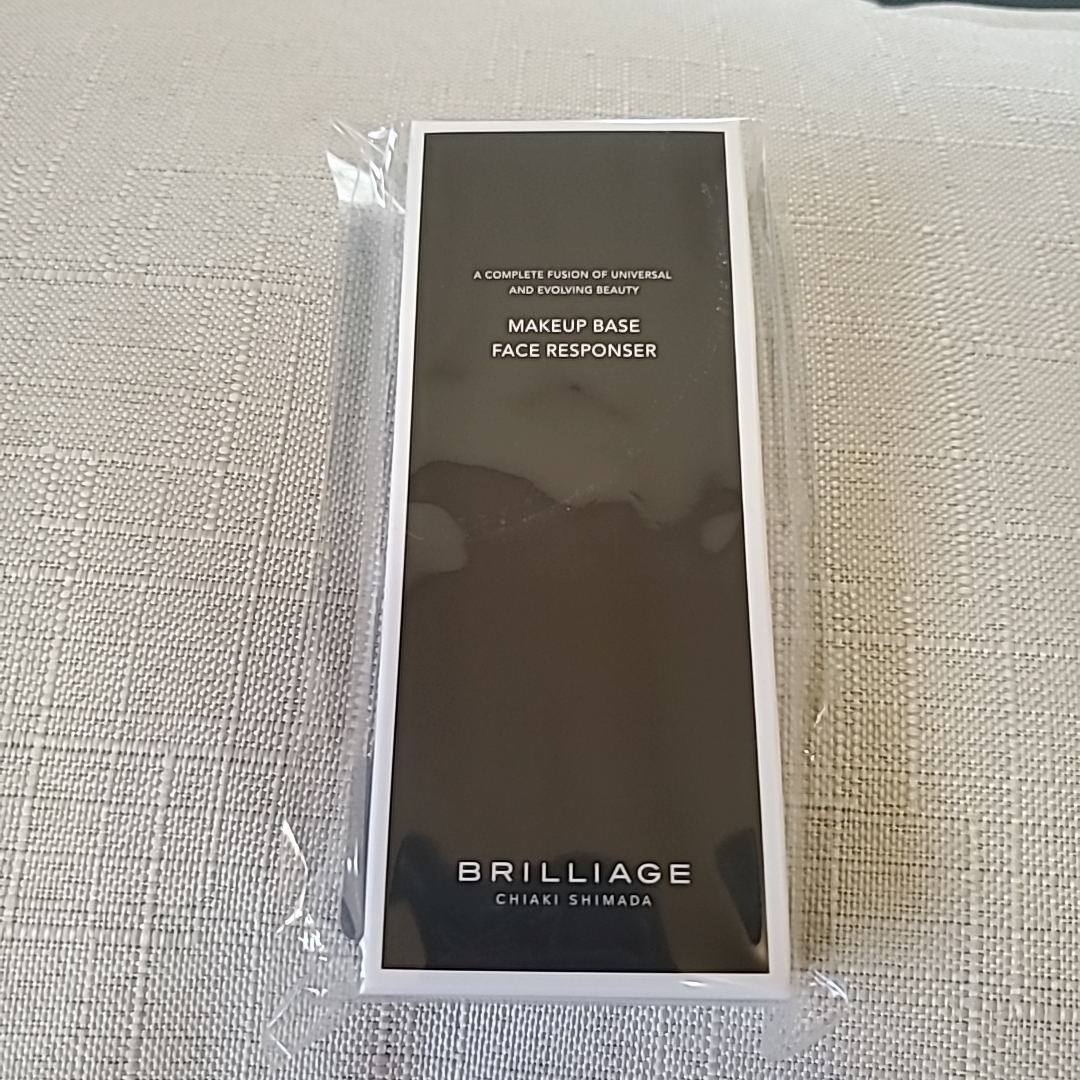 A COMPLETE FUSION OF UNIVERSAL
AND EVOLVING BEAUTY
MAKEUP BASE
FACE RESPONSER
BRILLIAGE
CHIAKI SHIMADA